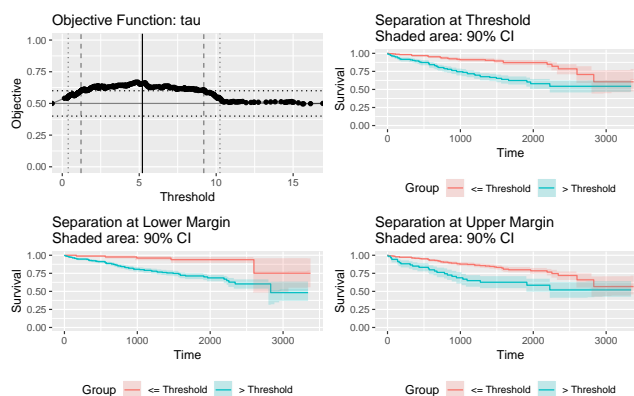 Objective Function: tau
1.00
0.75
0.50
0.25
0.00
Objective
0
5
10
15
Threshold
Separation at Threshold
Shaded area: 90% CI
1.00
0.75
0.50
0.25
0.00
Survival
0
1000
2000
3000
Time
Group
<= Threshold
> Threshold
Separation at Lower Margin
Shaded area: 90% CI
1.00
0.75
0.50
0.25
0.00
Survival
0
1000
2000
3000
Time
Group
<= Threshold
> Threshold
Separation at Upper Margin
Shaded area: 90% CI
1.00
0.75
0.50
0.25
0.00
Survival
0
1000
2000
3000
Time
Group
<= Threshold
> Threshold